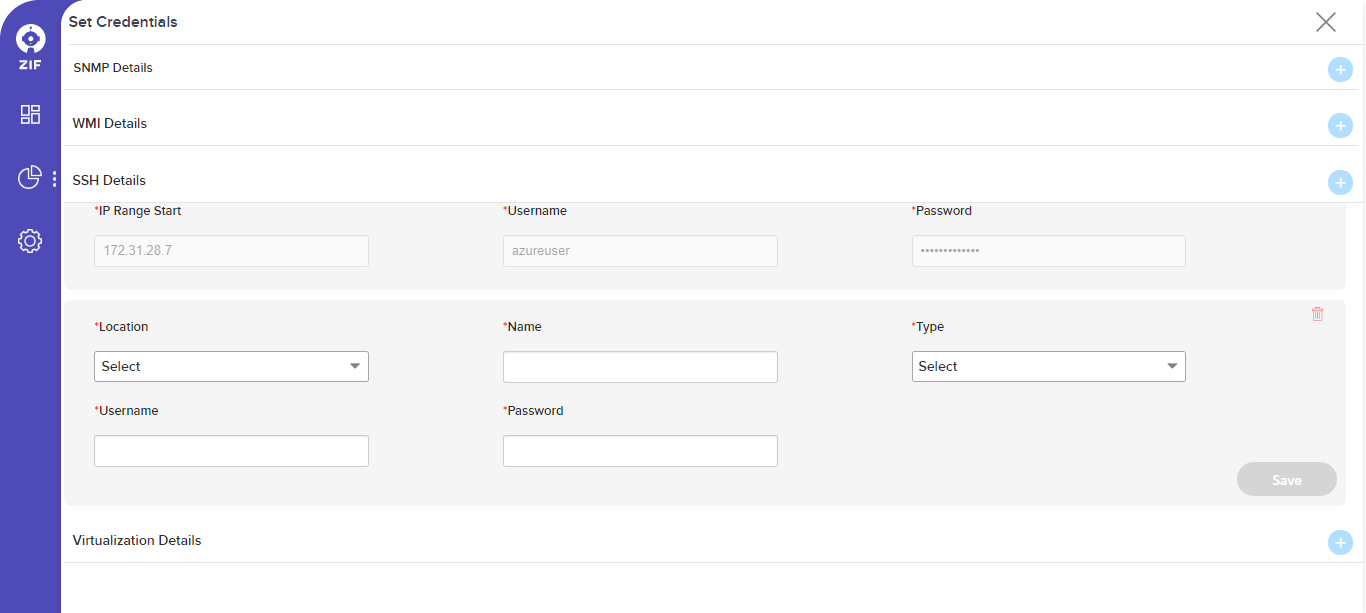 Set Credentials
ZIF
SNMP Details
WMI Details
SSH Details
*IP Range Start *Username *Password
172.31.28.7 azureuser •••••••••••••
*Location *Name *Type
Select Select
*Username *Password
Save
Virtualization Details